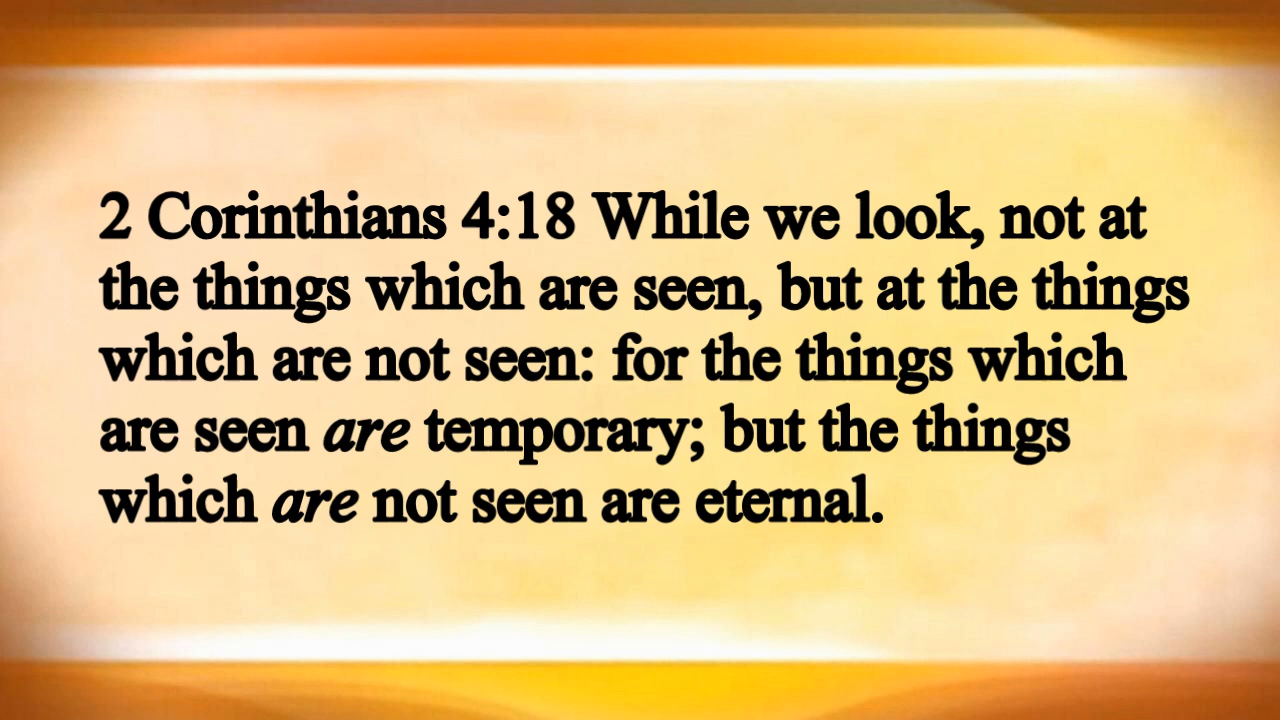 2 Corinthians 4:18 While we look, not at
the things which are seen, but at the things
which are not seen: for the things which
are seen are temporary; but the things
which are not seen are eternal.